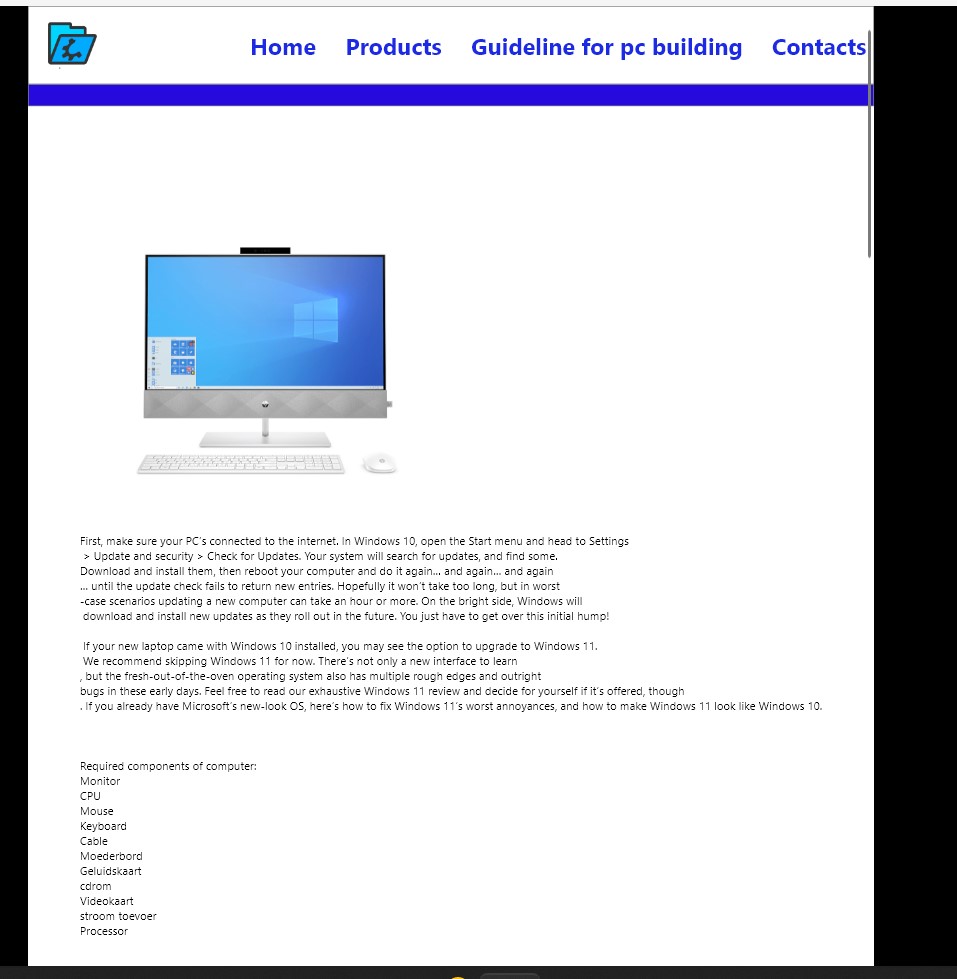 Home Products Guideline for pc building Contacts
First, make sure your PC's connected to the internet. In Windows 10, open the Start menu and head to Settings
> Update and security > Check for Updates. Your system will search for updates, and find some.
Download and install them, then reboot your computer and do it again... and again... and again
... until the update check fails to return new entries. Hopefully it won't take too long, but in worst
-case scenarios updating a new computer can take an hour or more. On the bright side, Windows will
download and install new updates as they roll out in the future. You just have to get over this initial hump!
If your new laptop came with Windows 10 installed, you may see the option to upgrade to Windows 11.
We recommend skipping Windows 11 for now. There's not only a new interface to learn
, but the fresh-out-of-the-oven operating system also has multiple rough edges and outright
bugs in these early days. Feel free to read our exhaustive Windows 11 review and decide for yourself if it's offered, though
. If you already have Microsoft's new-look OS, here's how to fix Windows 11's worst annoyances, and how to make Windows 11 look like Windows 10.
Required components of computer:
Monitor
CPU
Mouse
Keyboard
Cable
Moederbord
Geluidskaart
cdrom
Videokaart
stroom toevoer
Processor